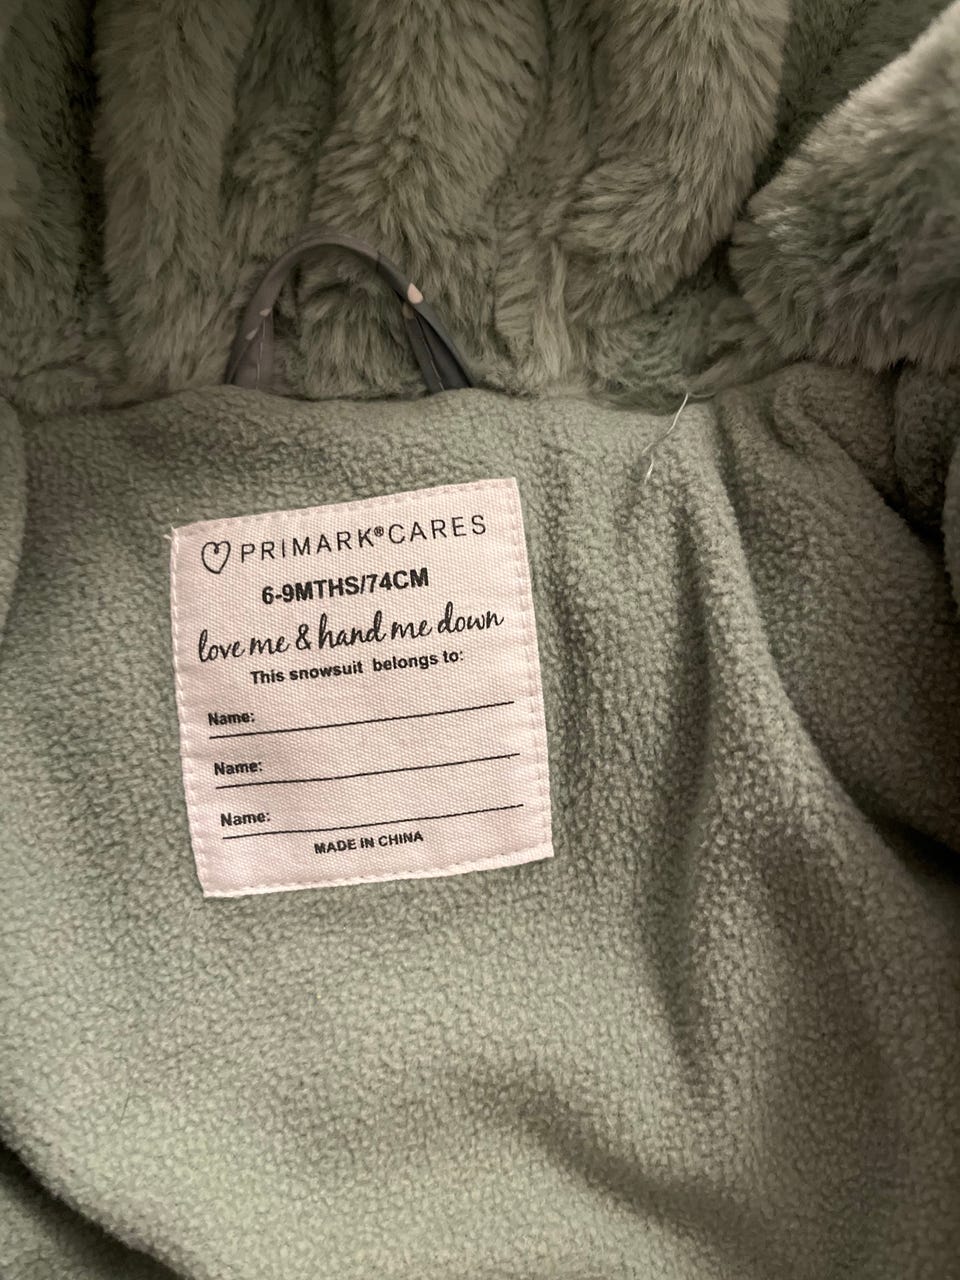 PRIMARK®CARES
6-9MTHS/74CM
love me & hand me down
This snowsuit belongs to:
Name:
Name:
Name:
MADE IN CHINA